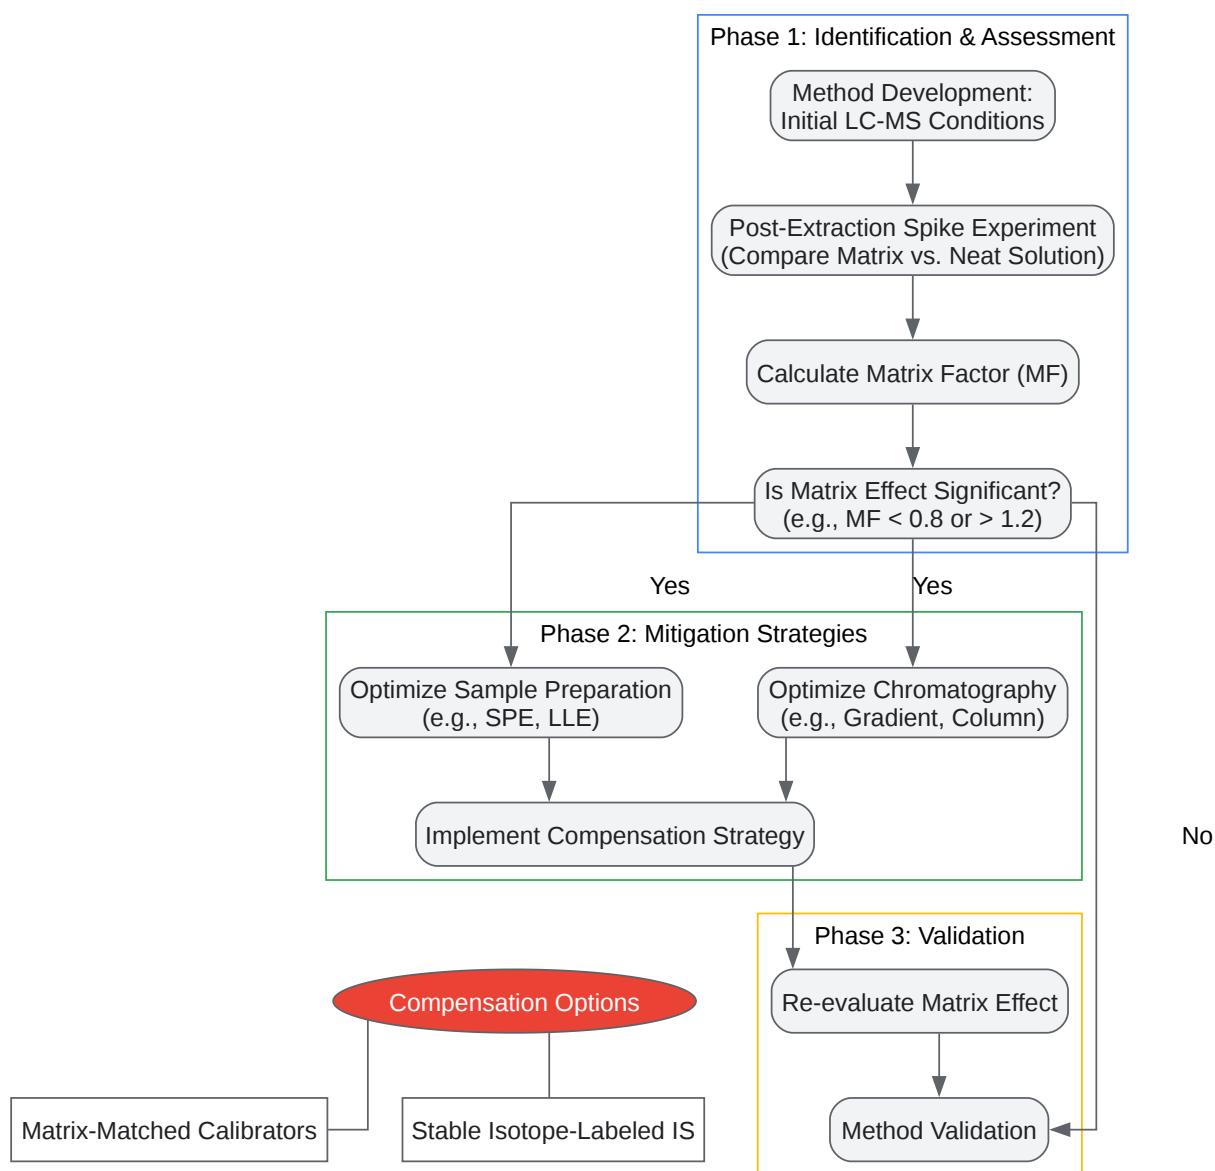 Phase 1: Identification & Assessment
Method Development:
Initial LC-MS Conditions
Post-Extraction Spike Experiment
(Compare Matrix vs. Neat Solution)
Calculate Matrix Factor (MF)
Is Matrix Effect Significant?
(e.g., MF < 0.8 or > 1.2)
Yes
Yes
Phase 2: Mitigation Strategies
Optimize Sample Preparation
(e.g., SPE, LLE)
Optimize Chromatography
(e.g., Gradient, Column)
Implement Compensation Strategy
No
Phase 3: Validation
Compensation Options
Re-evaluate Matrix Effect
Matrix-Matched Calibrators
Stable Isotope-Labeled IS
Method Validation